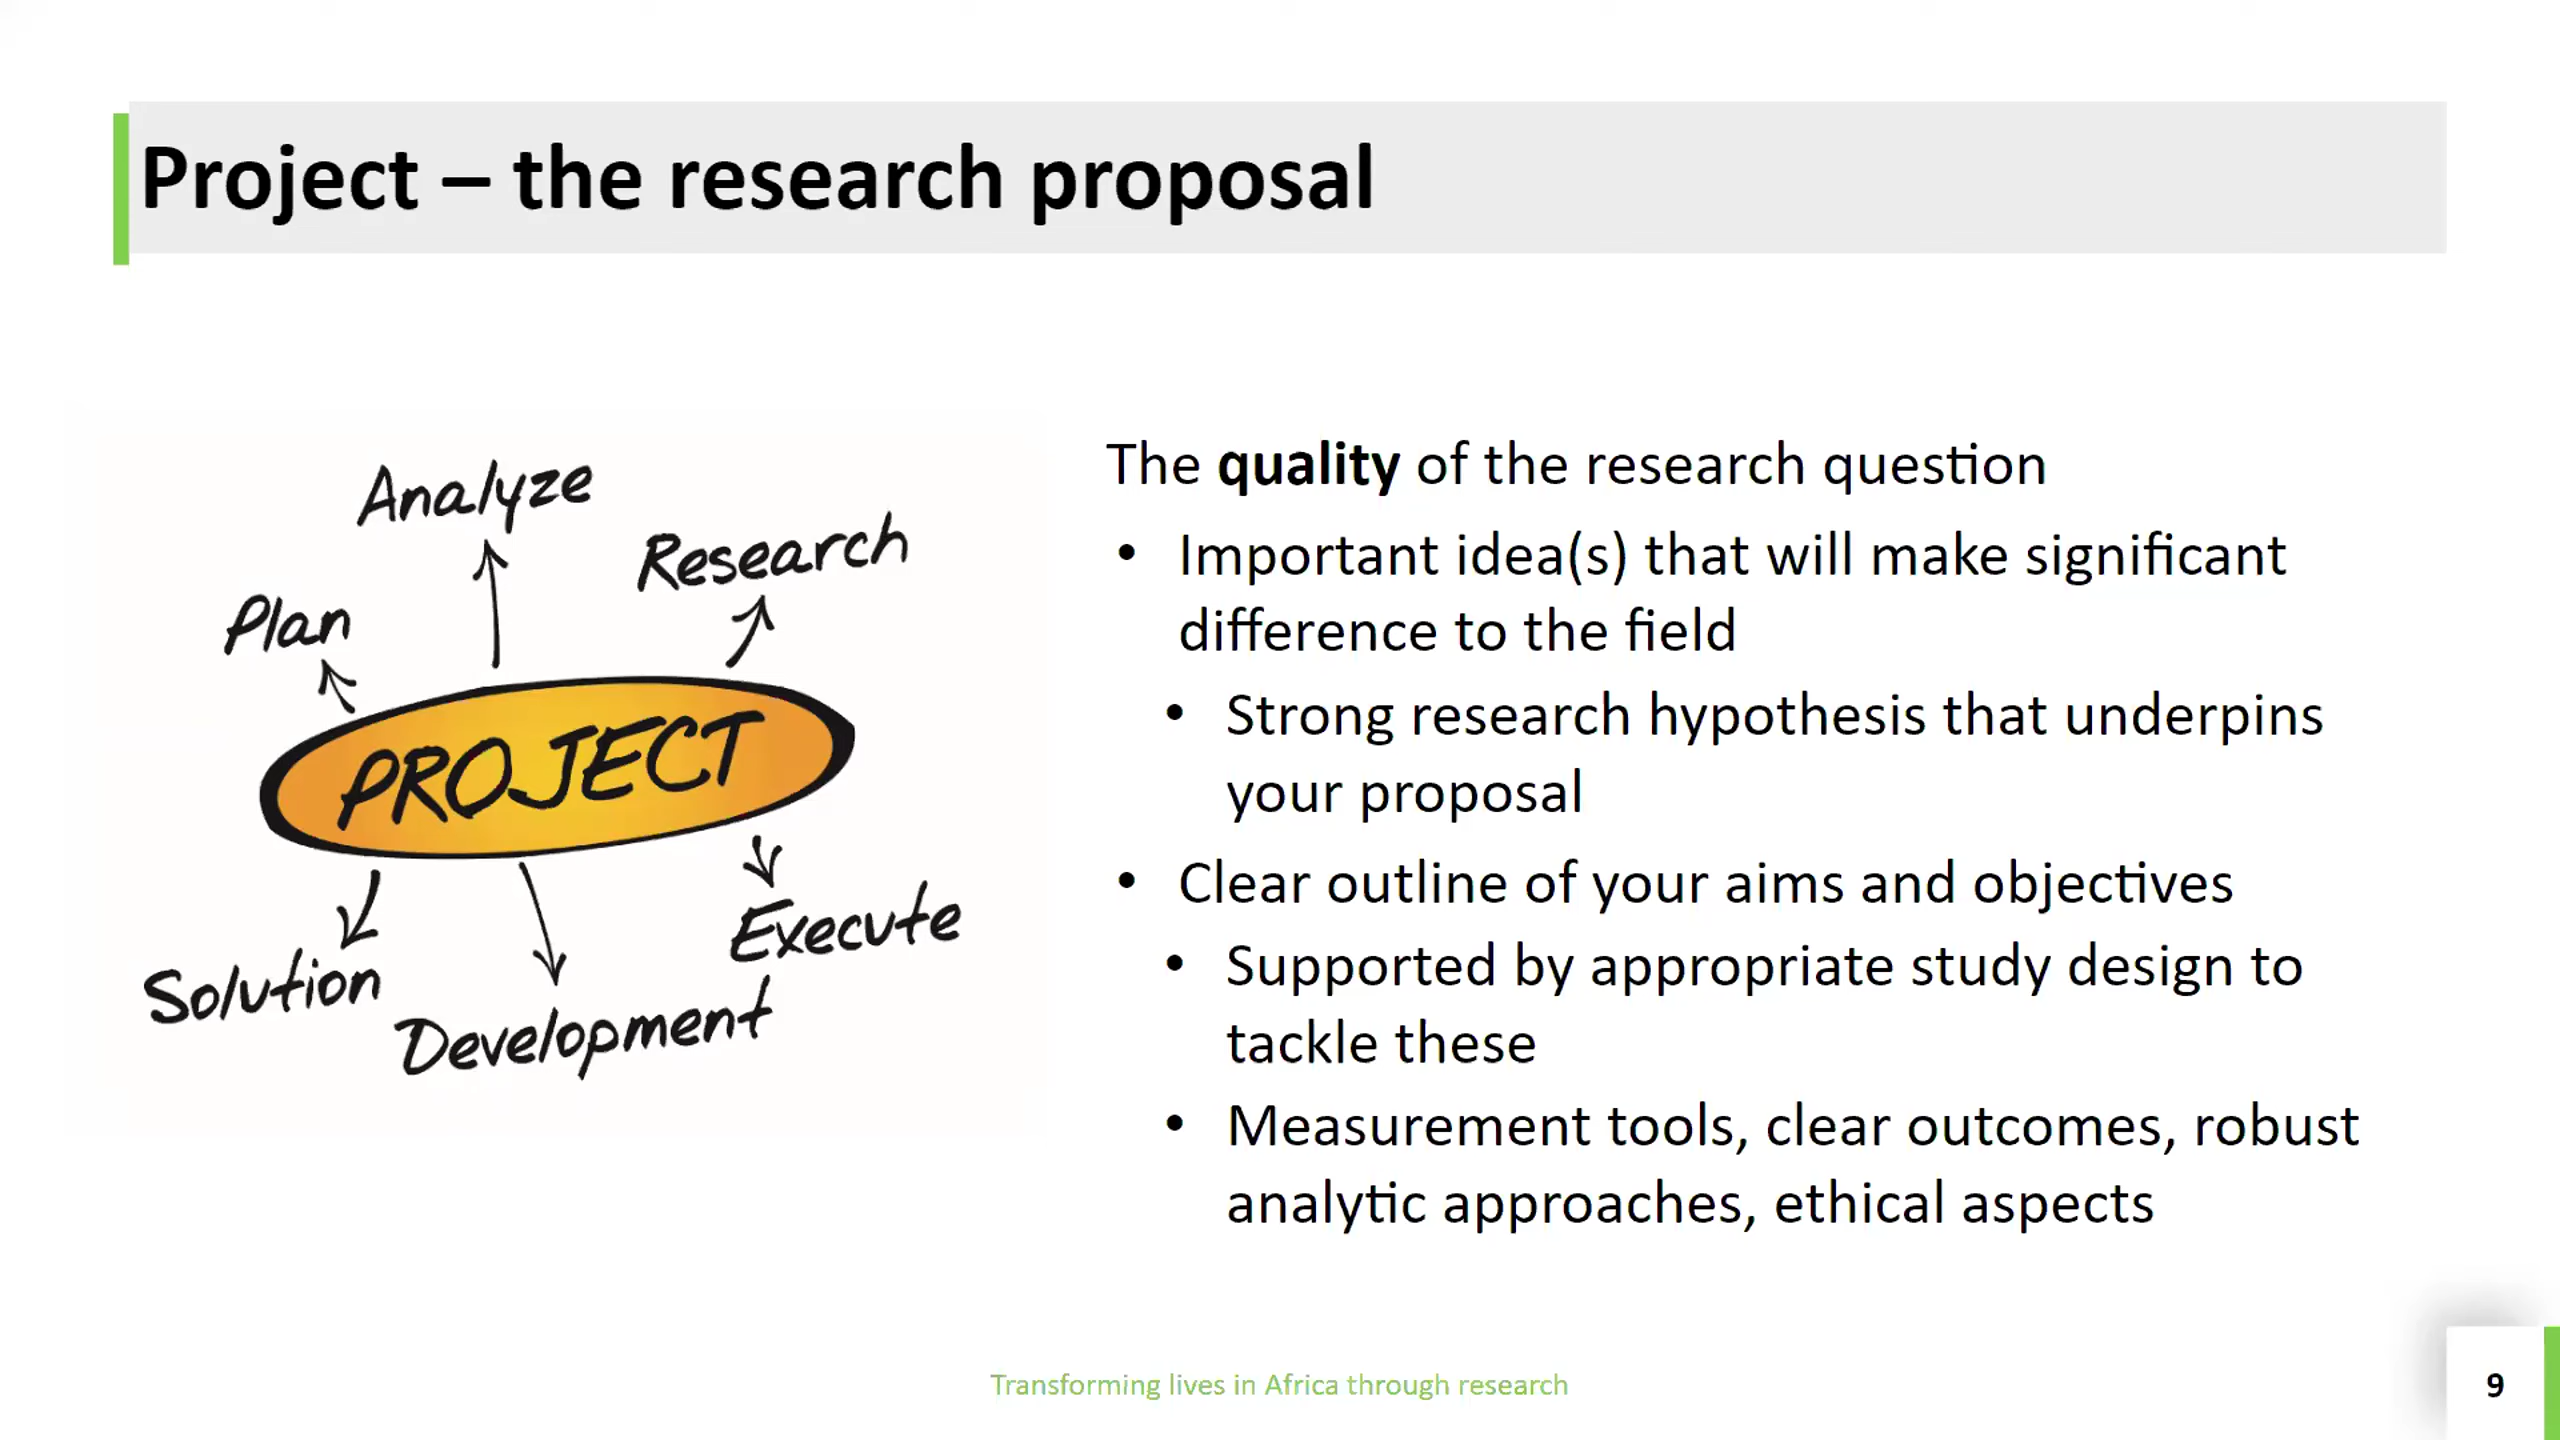 Project – the research proposal
Analyze
Research
Plan
PROJECT
Execute
Solution
Development
The quality of the research question
• Important idea(s) that will make significant
difference to the field
• Strong research hypothesis that underpins
your proposal
• Clear outline of your aims and objectives
• Supported by appropriate study design to
tackle these
• Measurement tools, clear outcomes, robust
analytic approaches, ethical aspects
Transforming lives in Africa through research
9